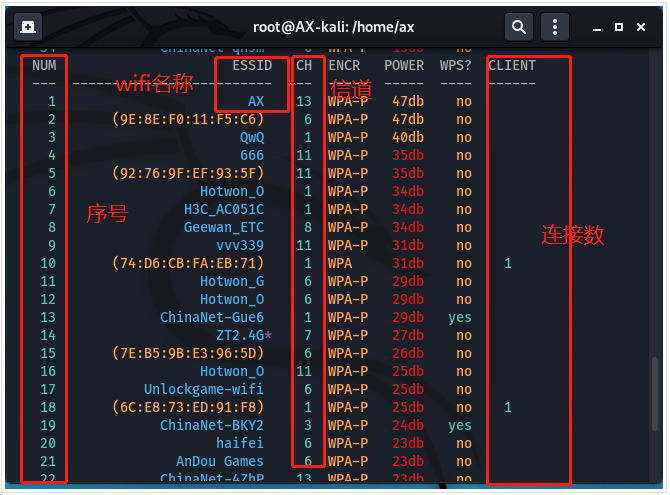 root@AX-kali: /home/ax
NUM ESSID CH ENCR POWER WPS? CLIENT
wifi名称 信道
--- ------------------------- --- ----- ----- ---- ------
1 AX 13 WPA-P 47db no
2 (9E:8E:F0:11:F5:C6) 6 WPA-P 47db no
3 QwQ 1 WPA-P 40db no
4 666 11 WPA-P 35db no
5 (92:76:9F:EF:93:5F) 11 WPA-P 35db no
6 Hotwon_O 1 WPA-P 34db no
序号
7 H3C_AC051C 1 WPA-P 34db no
8 Geewan_ETC 8 WPA-P 34db no
连接数
9 vvv339 11 WPA-P 31db no
10 (74:D6:CB:FA:EB:71) 1 WPA 31db no 1
11 Hotwon_G 6 WPA-P 29db no
12 Hotwon_O 6 WPA-P 29db no
13 ChinaNet-Gue6 1 WPA-P 29db yes
14 ZT2.4G* 7 WPA-P 27db no
15 (7E:B5:9B:E3:96:5D) 6 WPA-P 26db no
16 Hotwon_O 11 WPA-P 25db no
17 Unlockgame-wifi 6 WPA-P 25db no
18 (6C:E8:73:ED:91:F8) 1 WPA-P 25db no 1
19 ChinaNet-BKY2 3 WPA-P 24db yes
20 haifei 6 WPA-P 23db no
21 AnDou Games 6 WPA-P 23db no
22 ChinaNet-4ZhP 13 WPA-P 23db no